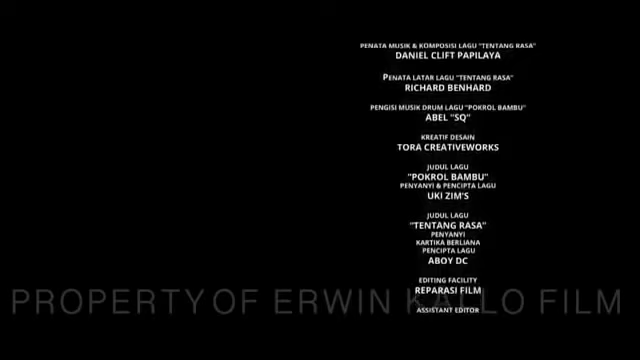 PENATA MUSIK & KOMPOSISI LAGU "TENTANG RASA"
DANIEL CLIFT PAPILAYA
PENATA LATAR LAGU "TENTANG RASA"
RICHARD BENHARD
PENGISI MUSIK DRUM LAGU "POKROL BAMBU"
ABEL "SQ"
KREATIF DESAIN
TORA CREATIVEWORKS
JUDUL LAGU
"POKROL BAMBU"
PENYANYI & PENCIPTA LAGU
UKI ZIM'S
JUDUL LAGU
"TENTANG RASA"
PENYANYI
KARTIKA BERLIANA
PENCIPTA LAGU
ABOY DC
EDITING FACILITY
REPARASI FILM
PROPERTY OF ERWIN KALLO FILM
ASSISTANT EDITOR